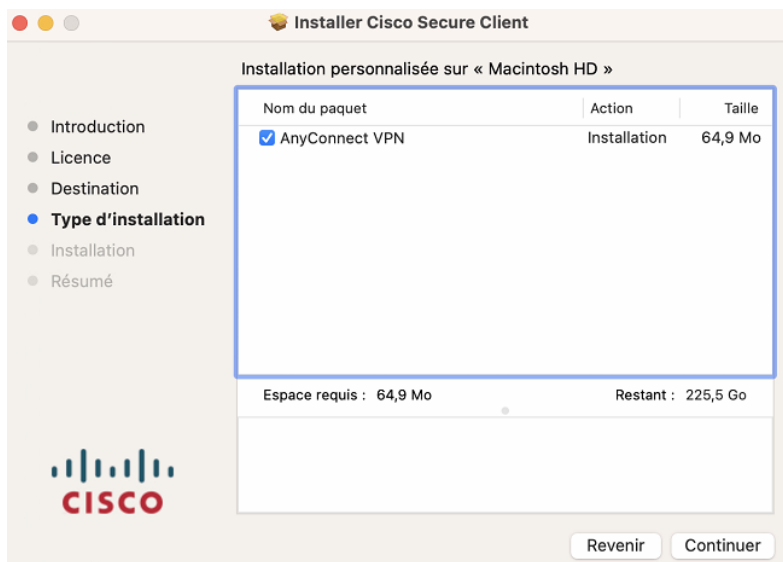 Installer Cisco Secure Client
Installation personnalisée sur « Macintosh HD »
Introduction
Licence
Destination
Type d’installation
Installation
Résumé
Nom du paquet Action Taille
AnyConnect VPN Installation 64,9 Mo
Espace requis : 64,9 Mo Restant : 225,5 Go
CISCO
Revenir Continuer